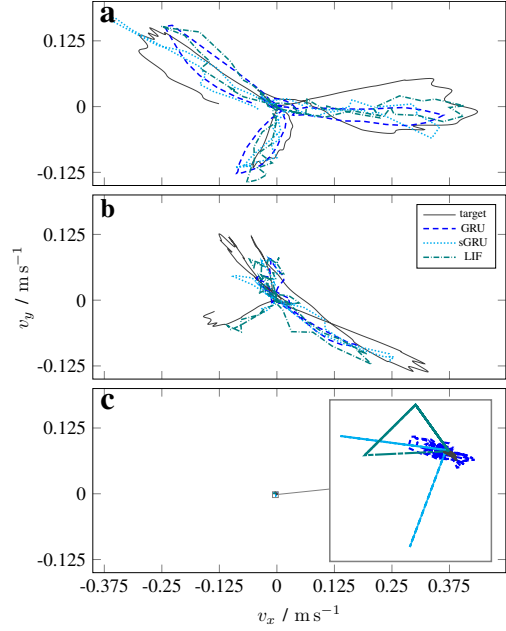 a
0.125
0
-0.125
b
target
GRU
sGRU
LIF
0.125
0
-0.125
v_y / m s⁻¹
c
0.125
0
-0.125
-0.375 -0.25 -0.125 0 0.125 0.25 0.375
v_x / m s⁻¹